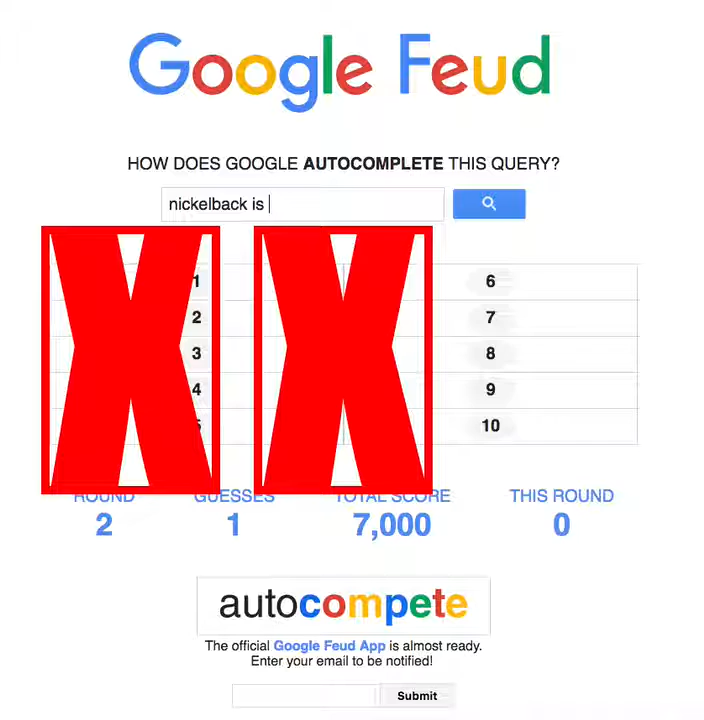 Google Feud
HOW DOES GOOGLE AUTOCOMPLETE THIS QUERY?
nickelback is
X X
1 6
2 7
3 8
4 9
5 10
ROUND GUESSES TOTAL SCORE THIS ROUND
2 1 7,000 0
autocompete
The official Google Feud App is almost ready.
Enter your email to be notified!
Submit